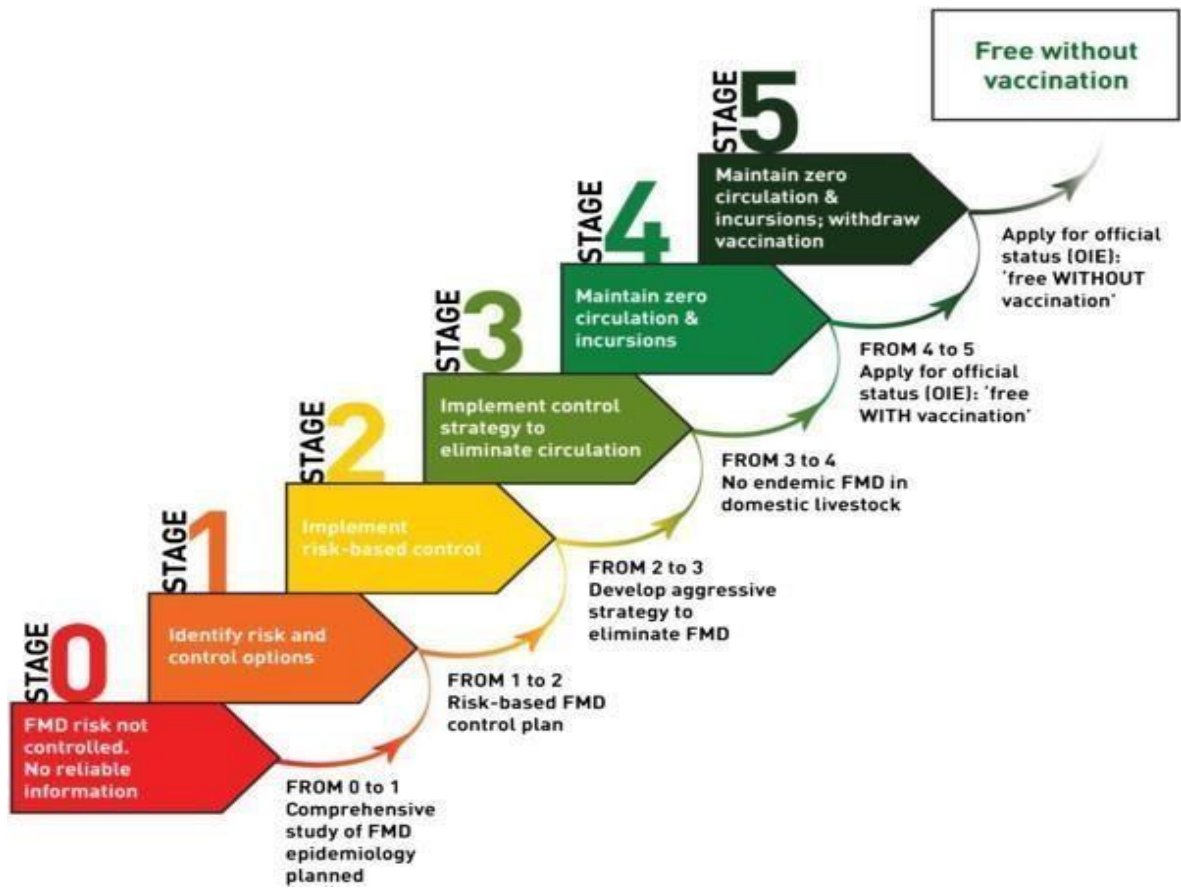 Free without
vaccination
STAGE 5
Maintain zero
circulation &
incursions; withdraw
vaccination
Apply for official
status (OIE):
'free WITHOUT
vaccination'
STAGE 4
Maintain zero
circulation &
incursions
FROM 4 to 5
Apply for official
status (OIE): 'free
WITH vaccination'
STAGE 3
Implement control
strategy to
eliminate circulation
FROM 3 to 4
No endemic FMD in
domestic livestock
STAGE 2
Implement
risk-based control
FROM 2 to 3
Develop aggressive
strategy to
eliminate FMD
STAGE 1
Identify risk and
control options
FROM 1 to 2
Risk-based FMD
control plan
STAGE 0
FMD risk not
controlled.
No reliable
information
FROM 0 to 1
Comprehensive
study of FMD
epidemiology
planned